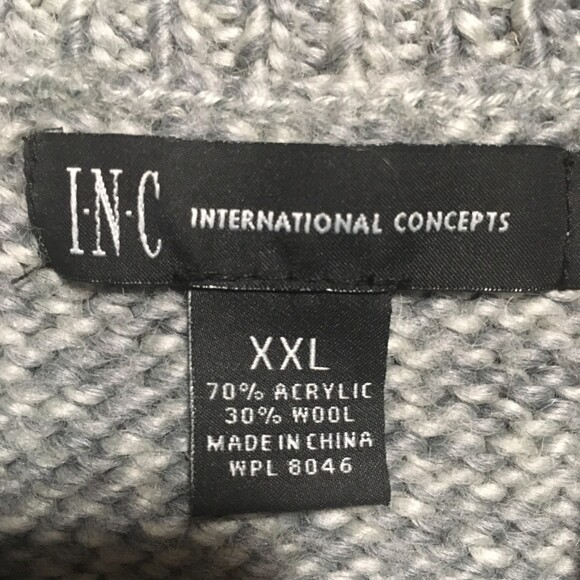 I·N·C INTERNATIONAL CONCEPTS
XXL
70% ACRYLIC
30% WOOL
MADE IN CHINA
WPL 8046